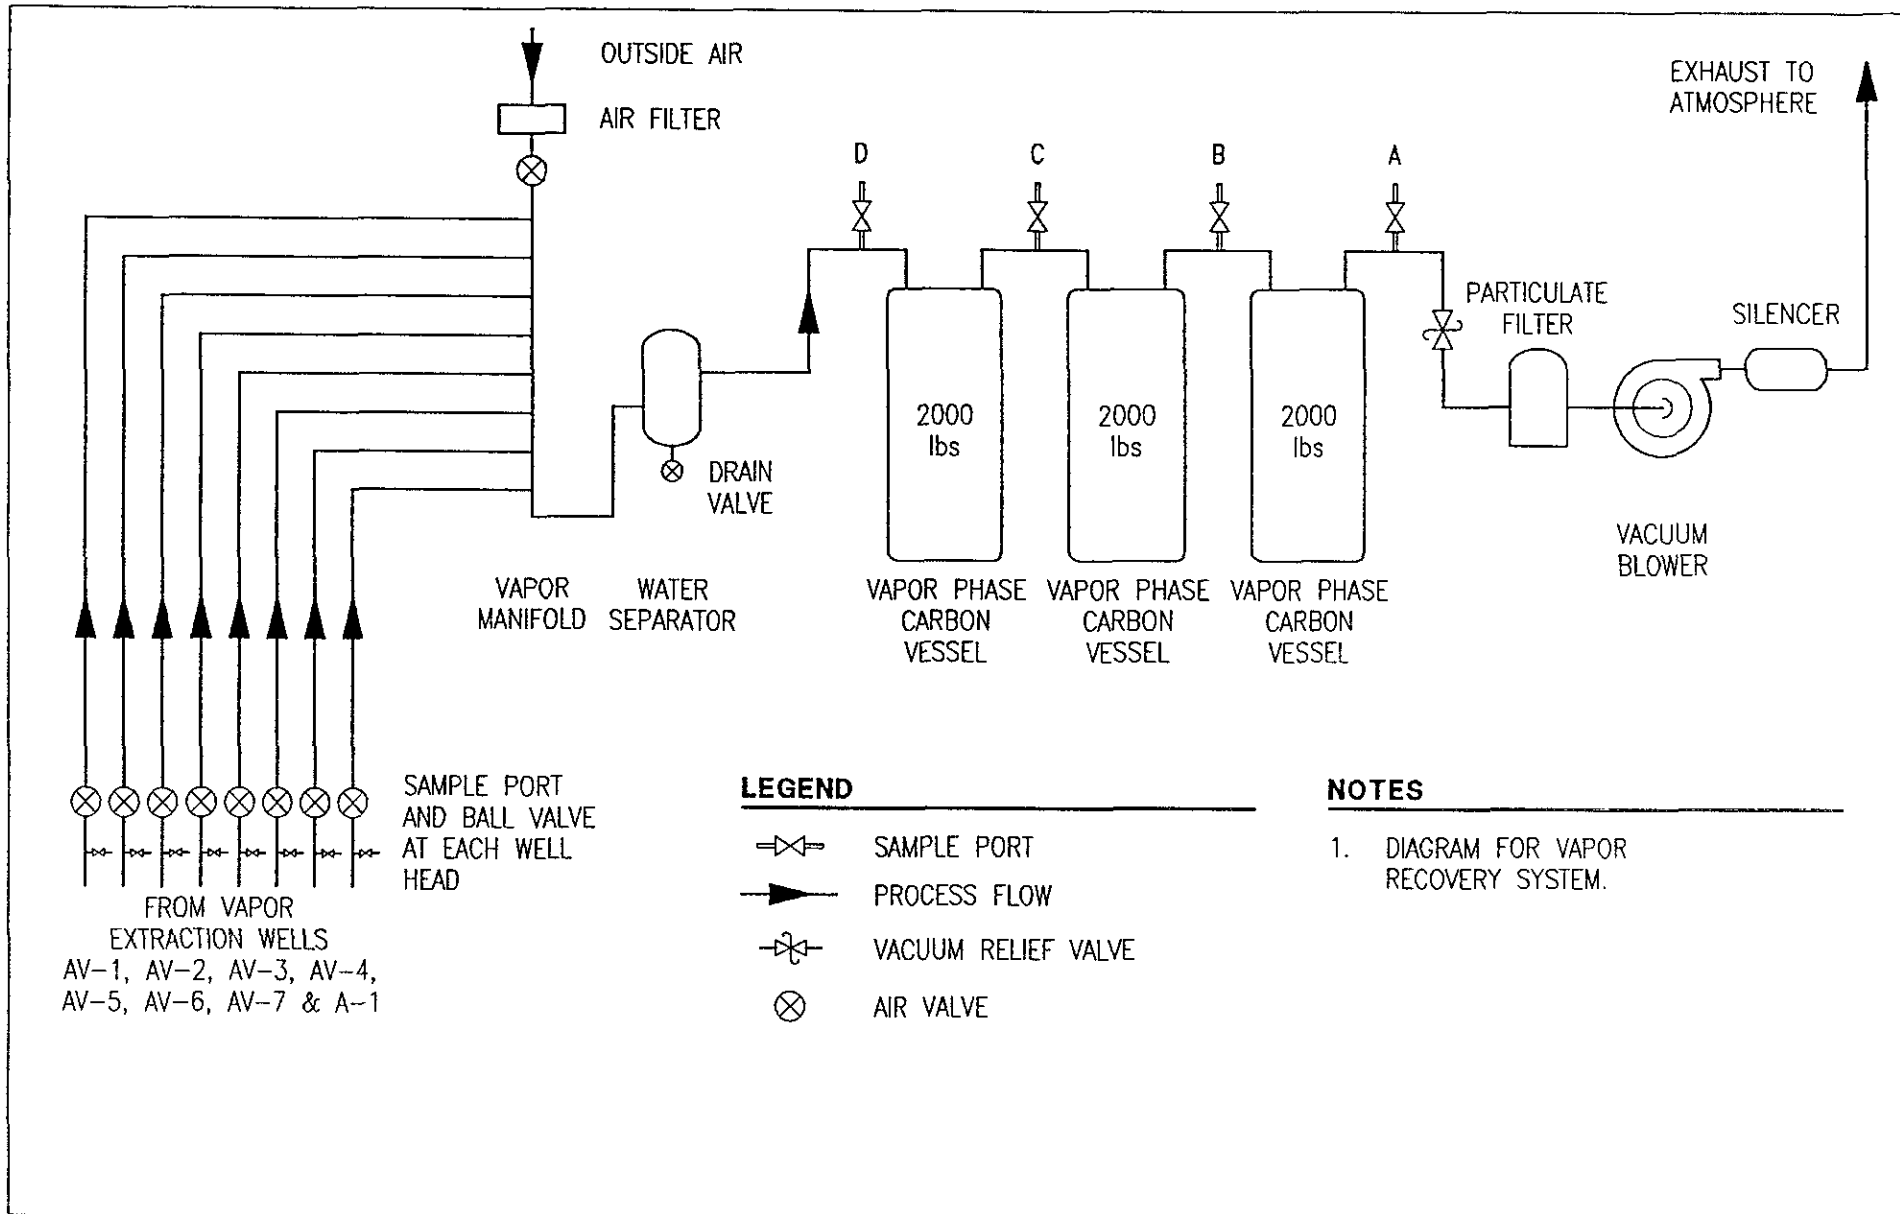 OUTSIDE AIR
AIR FILTER
EXHAUST TO
ATMOSPHERE
D
C
B
A
PARTICULATE
FILTER
SILENCER
2000
lbs
2000
lbs
2000
lbs
DRAIN
VALVE
VACUUM
BLOWER
VAPOR
MANIFOLD
WATER
SEPARATOR
VAPOR PHASE
CARBON
VESSEL
VAPOR PHASE
CARBON
VESSEL
VAPOR PHASE
CARBON
VESSEL
SAMPLE PORT
AND BALL VALVE
AT EACH WELL
HEAD
FROM VAPOR
EXTRACTION WELLS
AV-1, AV-2, AV-3, AV-4,
AV-5, AV-6, AV-7 & A-1
LEGEND
SAMPLE PORT
PROCESS FLOW
VACUUM RELIEF VALVE
AIR VALVE
NOTES
1. DIAGRAM FOR VAPOR
RECOVERY SYSTEM.